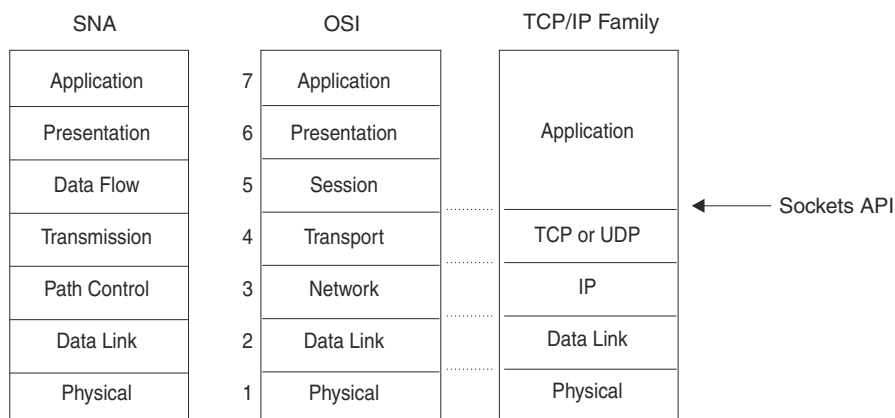 SNA OSI TCP/IP Family
Application 7 Application
Presentation 6 Presentation Application
Data Flow 5 Session
Sockets API
Transmission 4 Transport TCP or UDP
Path Control 3 Network IP
Data Link 2 Data Link Data Link
Physical 1 Physical Physical